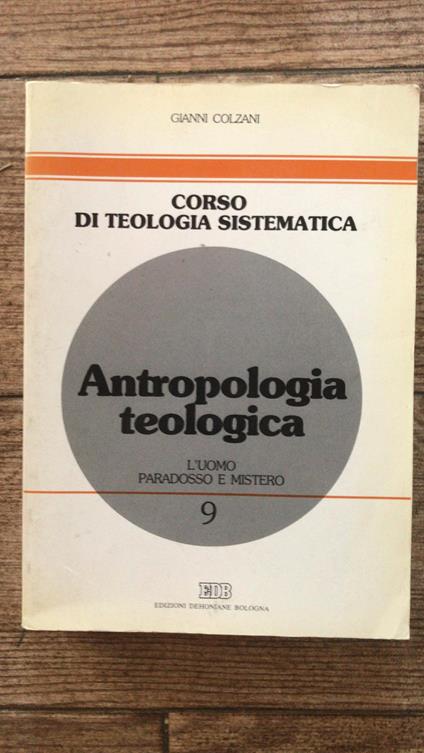 GIANNI COLZANI
CORSO
DI TEOLOGIA SISTEMATICA
Antropologia
teologica
L'UOMO
PARADOSSO E MISTERO
9
EDB
EDIZIONI DEHONIANE BOLOGNA